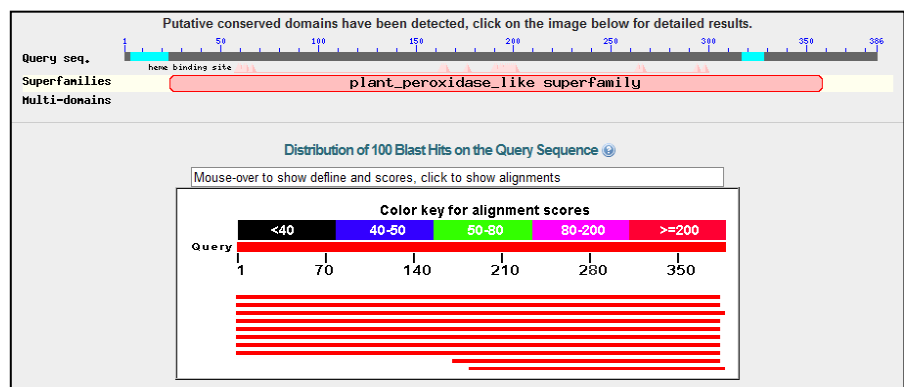 Putative conserved domains have been detected, click on the image below for detailed results.
1 50 100 150 200 250 300 350 386
Query seq.
heme binding site
Superfamilies plant_peroxidase_like superfamily
Multi-domains
Distribution of 100 Blast Hits on the Query Sequence
Mouse-over to show defline and scores, click to show alignments
Color key for alignment scores
<40 40-50 50-80 80-200 >=200
Query
1 70 140 210 280 350